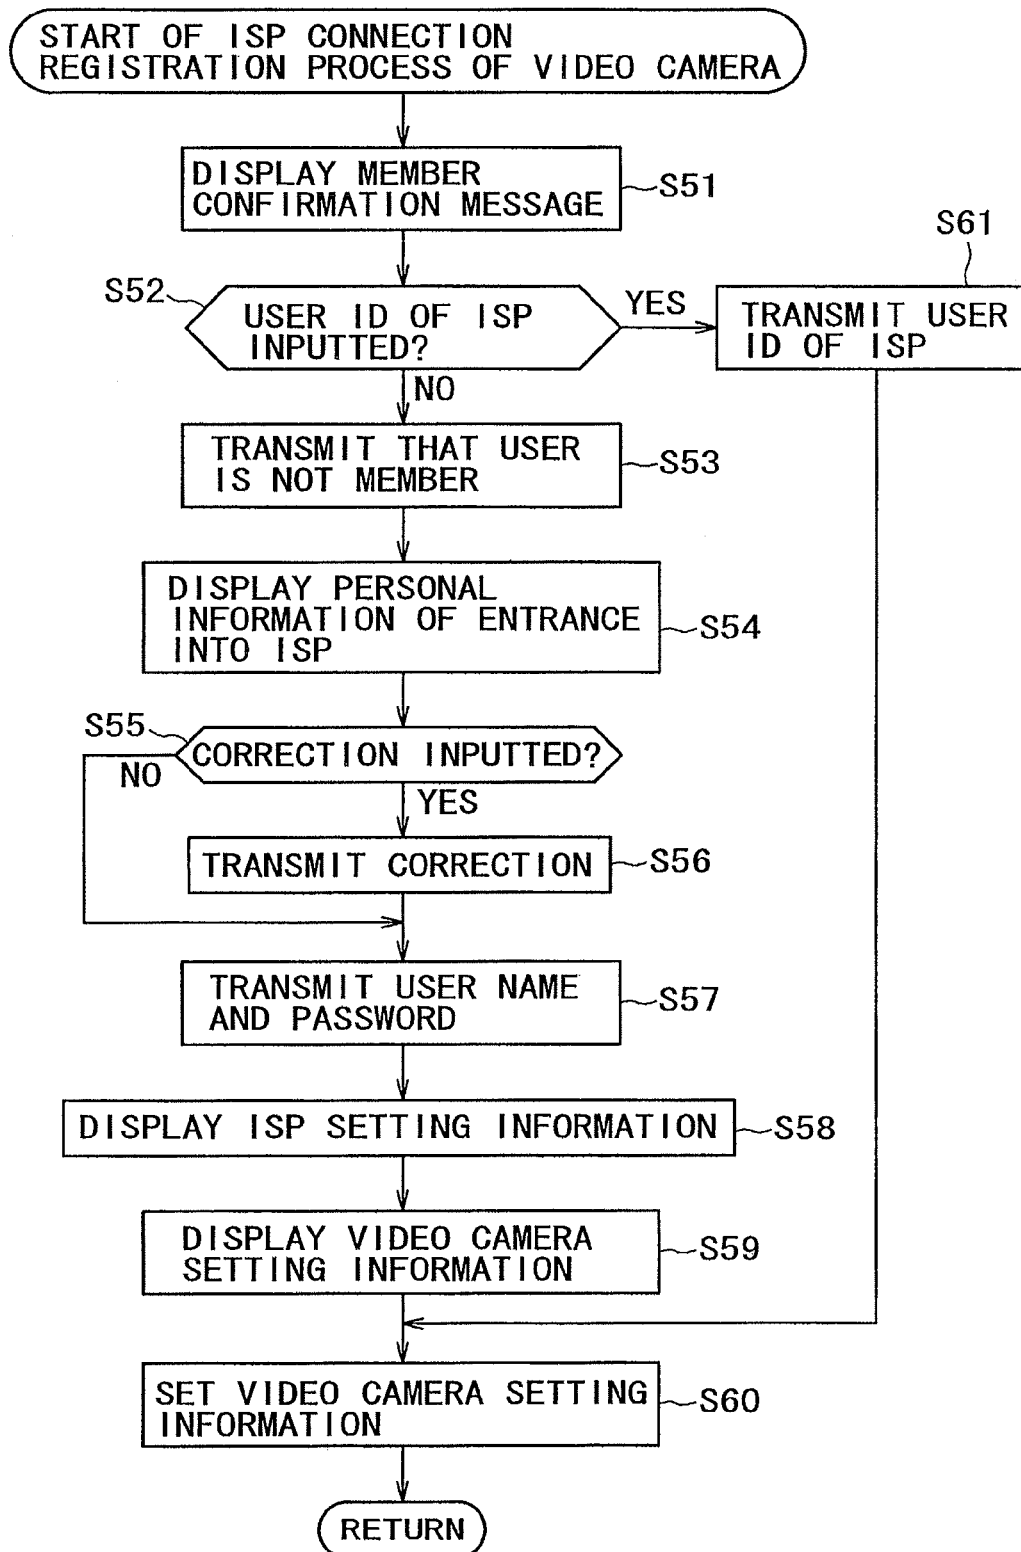 START OF ISP CONNECTION
REGISTRATION PROCESS OF VIDEO CAMERA
DISPLAY MEMBER
CONFIRMATION MESSAGE
S51
S61
S52
USER ID OF ISP
INPUTTED?
YES
TRANSMIT USER
ID OF ISP
NO
TRANSMIT THAT USER
IS NOT MEMBER
S53
DISPLAY PERSONAL
INFORMATION OF ENTRANCE
INTO ISP
S54
S55
CORRECTION INPUTTED?
NO
YES
TRANSMIT CORRECTION
S56
TRANSMIT USER NAME
AND PASSWORD
S57
DISPLAY ISP SETTING INFORMATION
S58
DISPLAY VIDEO CAMERA
SETTING INFORMATION
S59
SET VIDEO CAMERA SETTING
INFORMATION
S60
RETURN